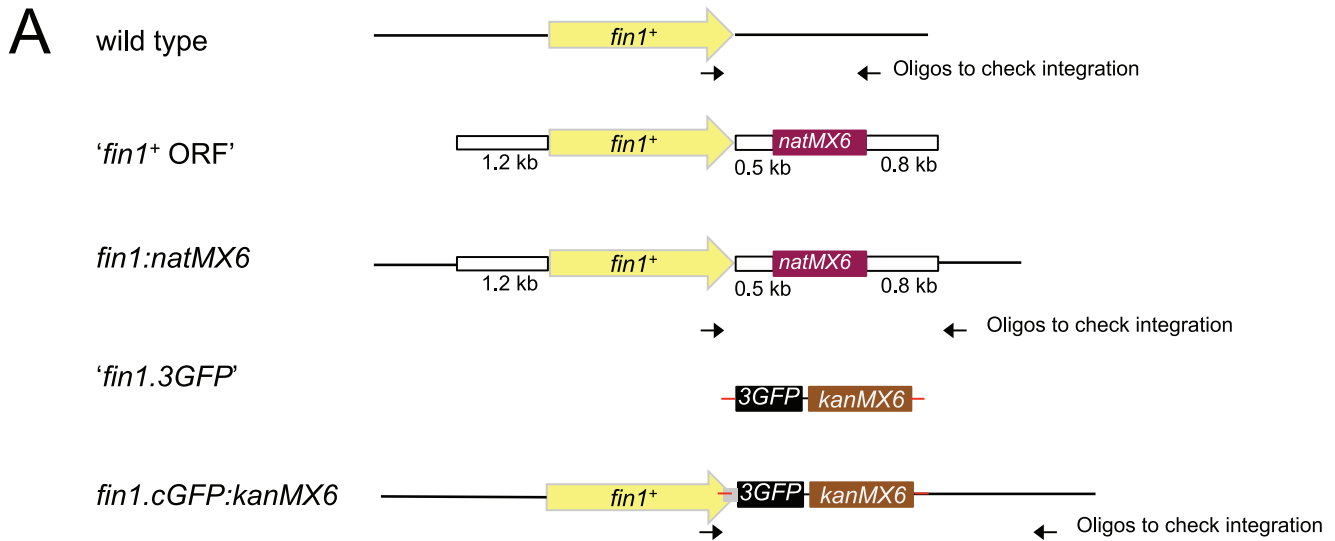 A
wild type
fin1⁺
Oligos to check integration
‘fin1⁺ ORF’
fin1⁺
natMX6
1.2 kb
0.5 kb
0.8 kb
fin1:natMX6
fin1⁺
natMX6
1.2 kb
0.5 kb
0.8 kb
Oligos to check integration
‘fin1.3GFP’
3GFP
kanMX6
fin1.cGFP:kanMX6
fin1⁺
3GFP
kanMX6
Oligos to check integration